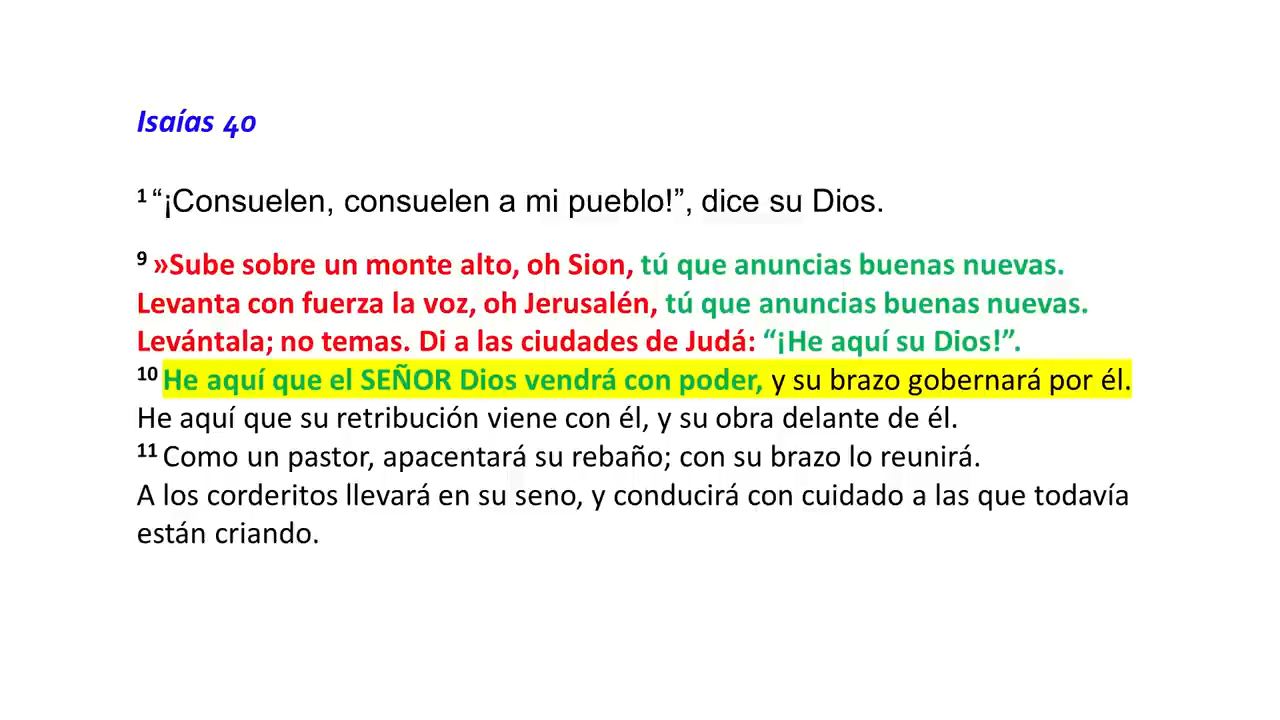 Isaías 40
1 “¡Consuelen, consuelen a mi pueblo!”, dice su Dios.
9 »Sube sobre un monte alto, oh Sion, tú que anuncias buenas nuevas.
Levanta con fuerza la voz, oh Jerusalén, tú que anuncias buenas nuevas.
Levántala; no temas. Di a las ciudades de Judá: “¡He aquí su Dios!”.
10 He aquí que el SEÑOR Dios vendrá con poder, y su brazo gobernará por él.
He aquí que su retribución viene con él, y su obra delante de él.
11 Como un pastor, apacentará su rebaño; con su brazo lo reunirá.
A los corderitos llevará en su seno, y conducirá con cuidado a las que todavía
están criando.